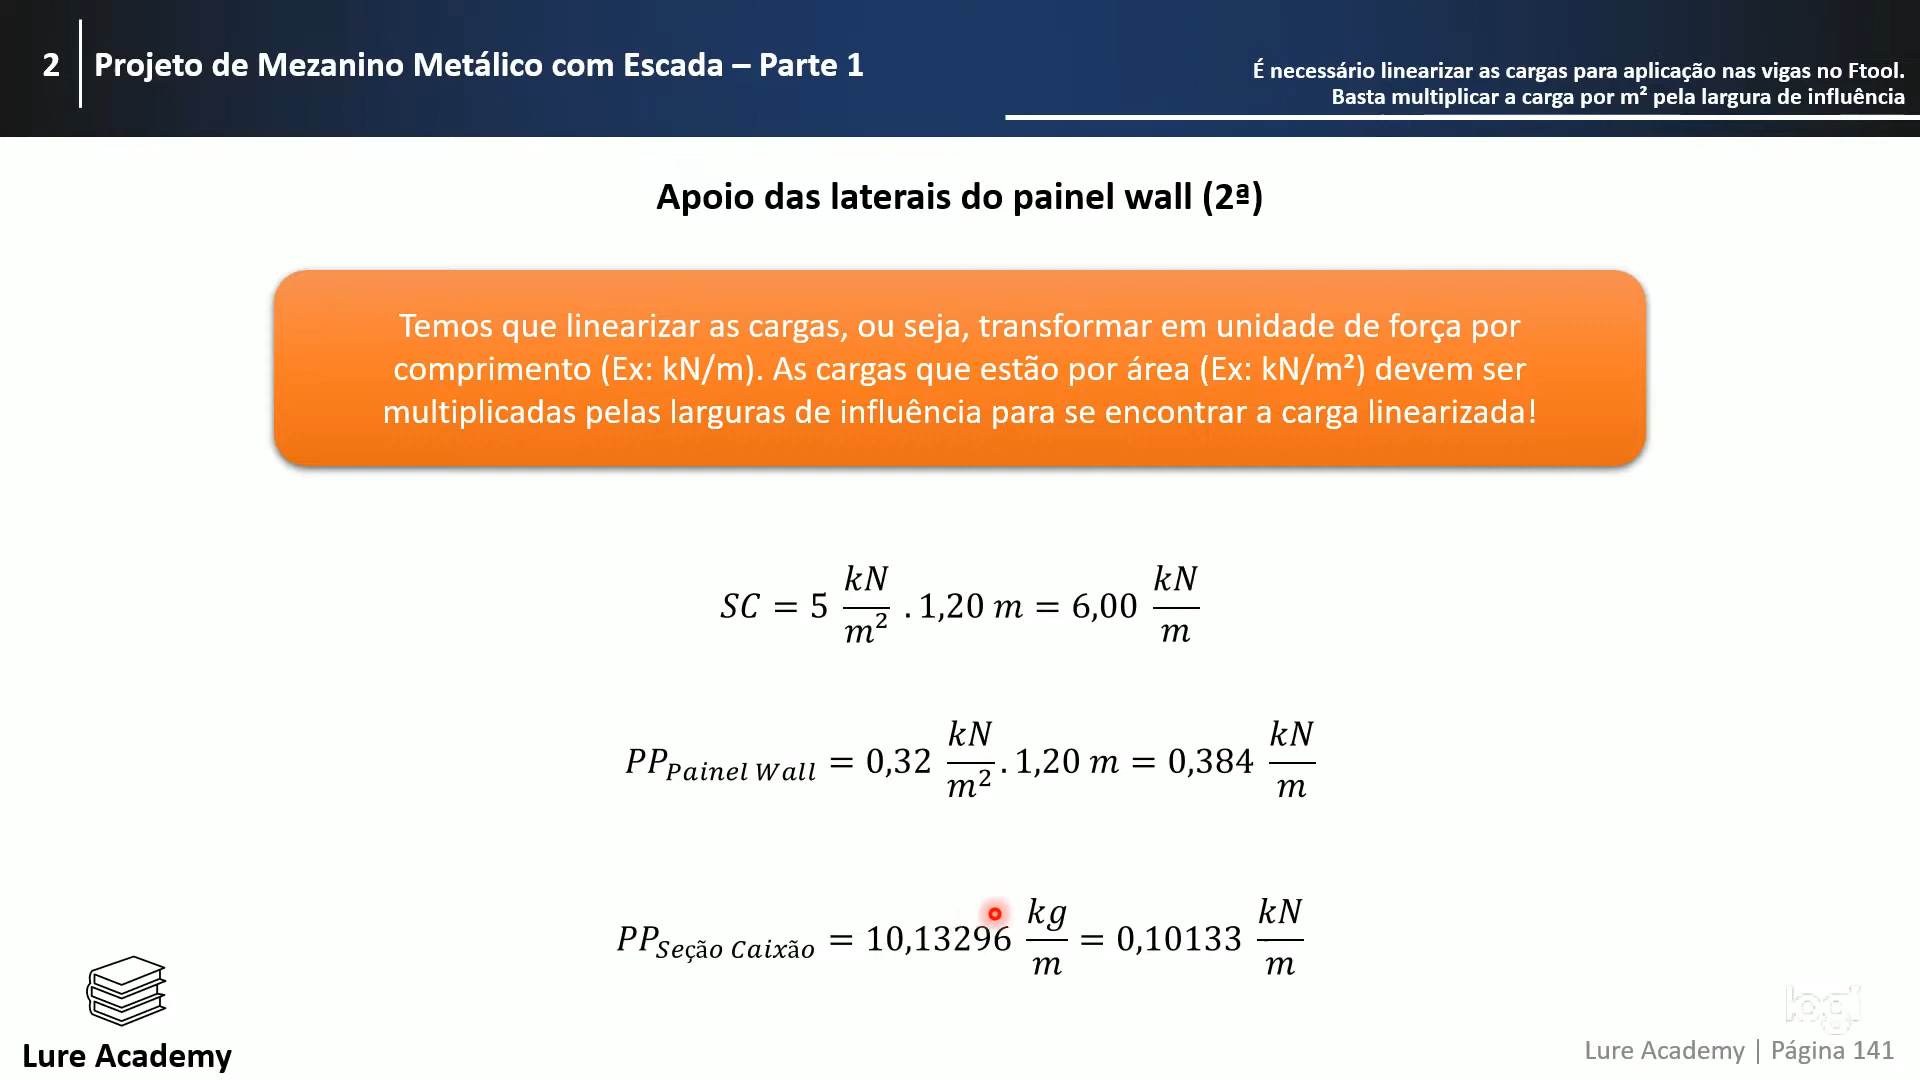 2
Projeto de Mezanino Metálico com Escada – Parte 1
É necessário linearizar as cargas para aplicação nas vigas no Ftool.
Basta multiplicar a carga por m² pela largura de influência
Apoio das laterais do painel wall (2ª)
Temos que linearizar as cargas, ou seja, transformar em unidade de força por
comprimento (Ex: kN/m). As cargas que estão por área (Ex: kN/m²) devem ser
multiplicadas pelas larguras de influência para se encontrar a carga linearizada!
SC = 5 kN/m² . 1,20 m = 6,00 kN/m
PP Painel Wall = 0,32 kN/m² . 1,20 m = 0,384 kN/m
PP Seção Caixão = 10,13296 kg/m = 0,10133 kN/m
logi
Lure Academy
Lure Academy | Página 141